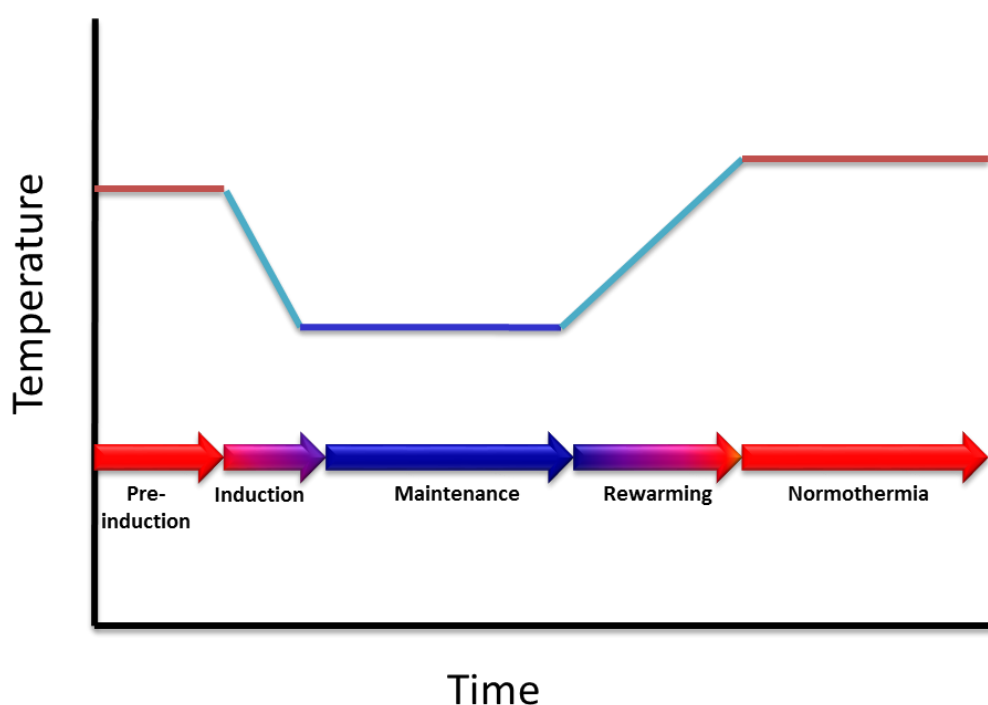 Temperature
Pre-
induction
Induction
Maintenance
Rewarming
Normothermia
Time